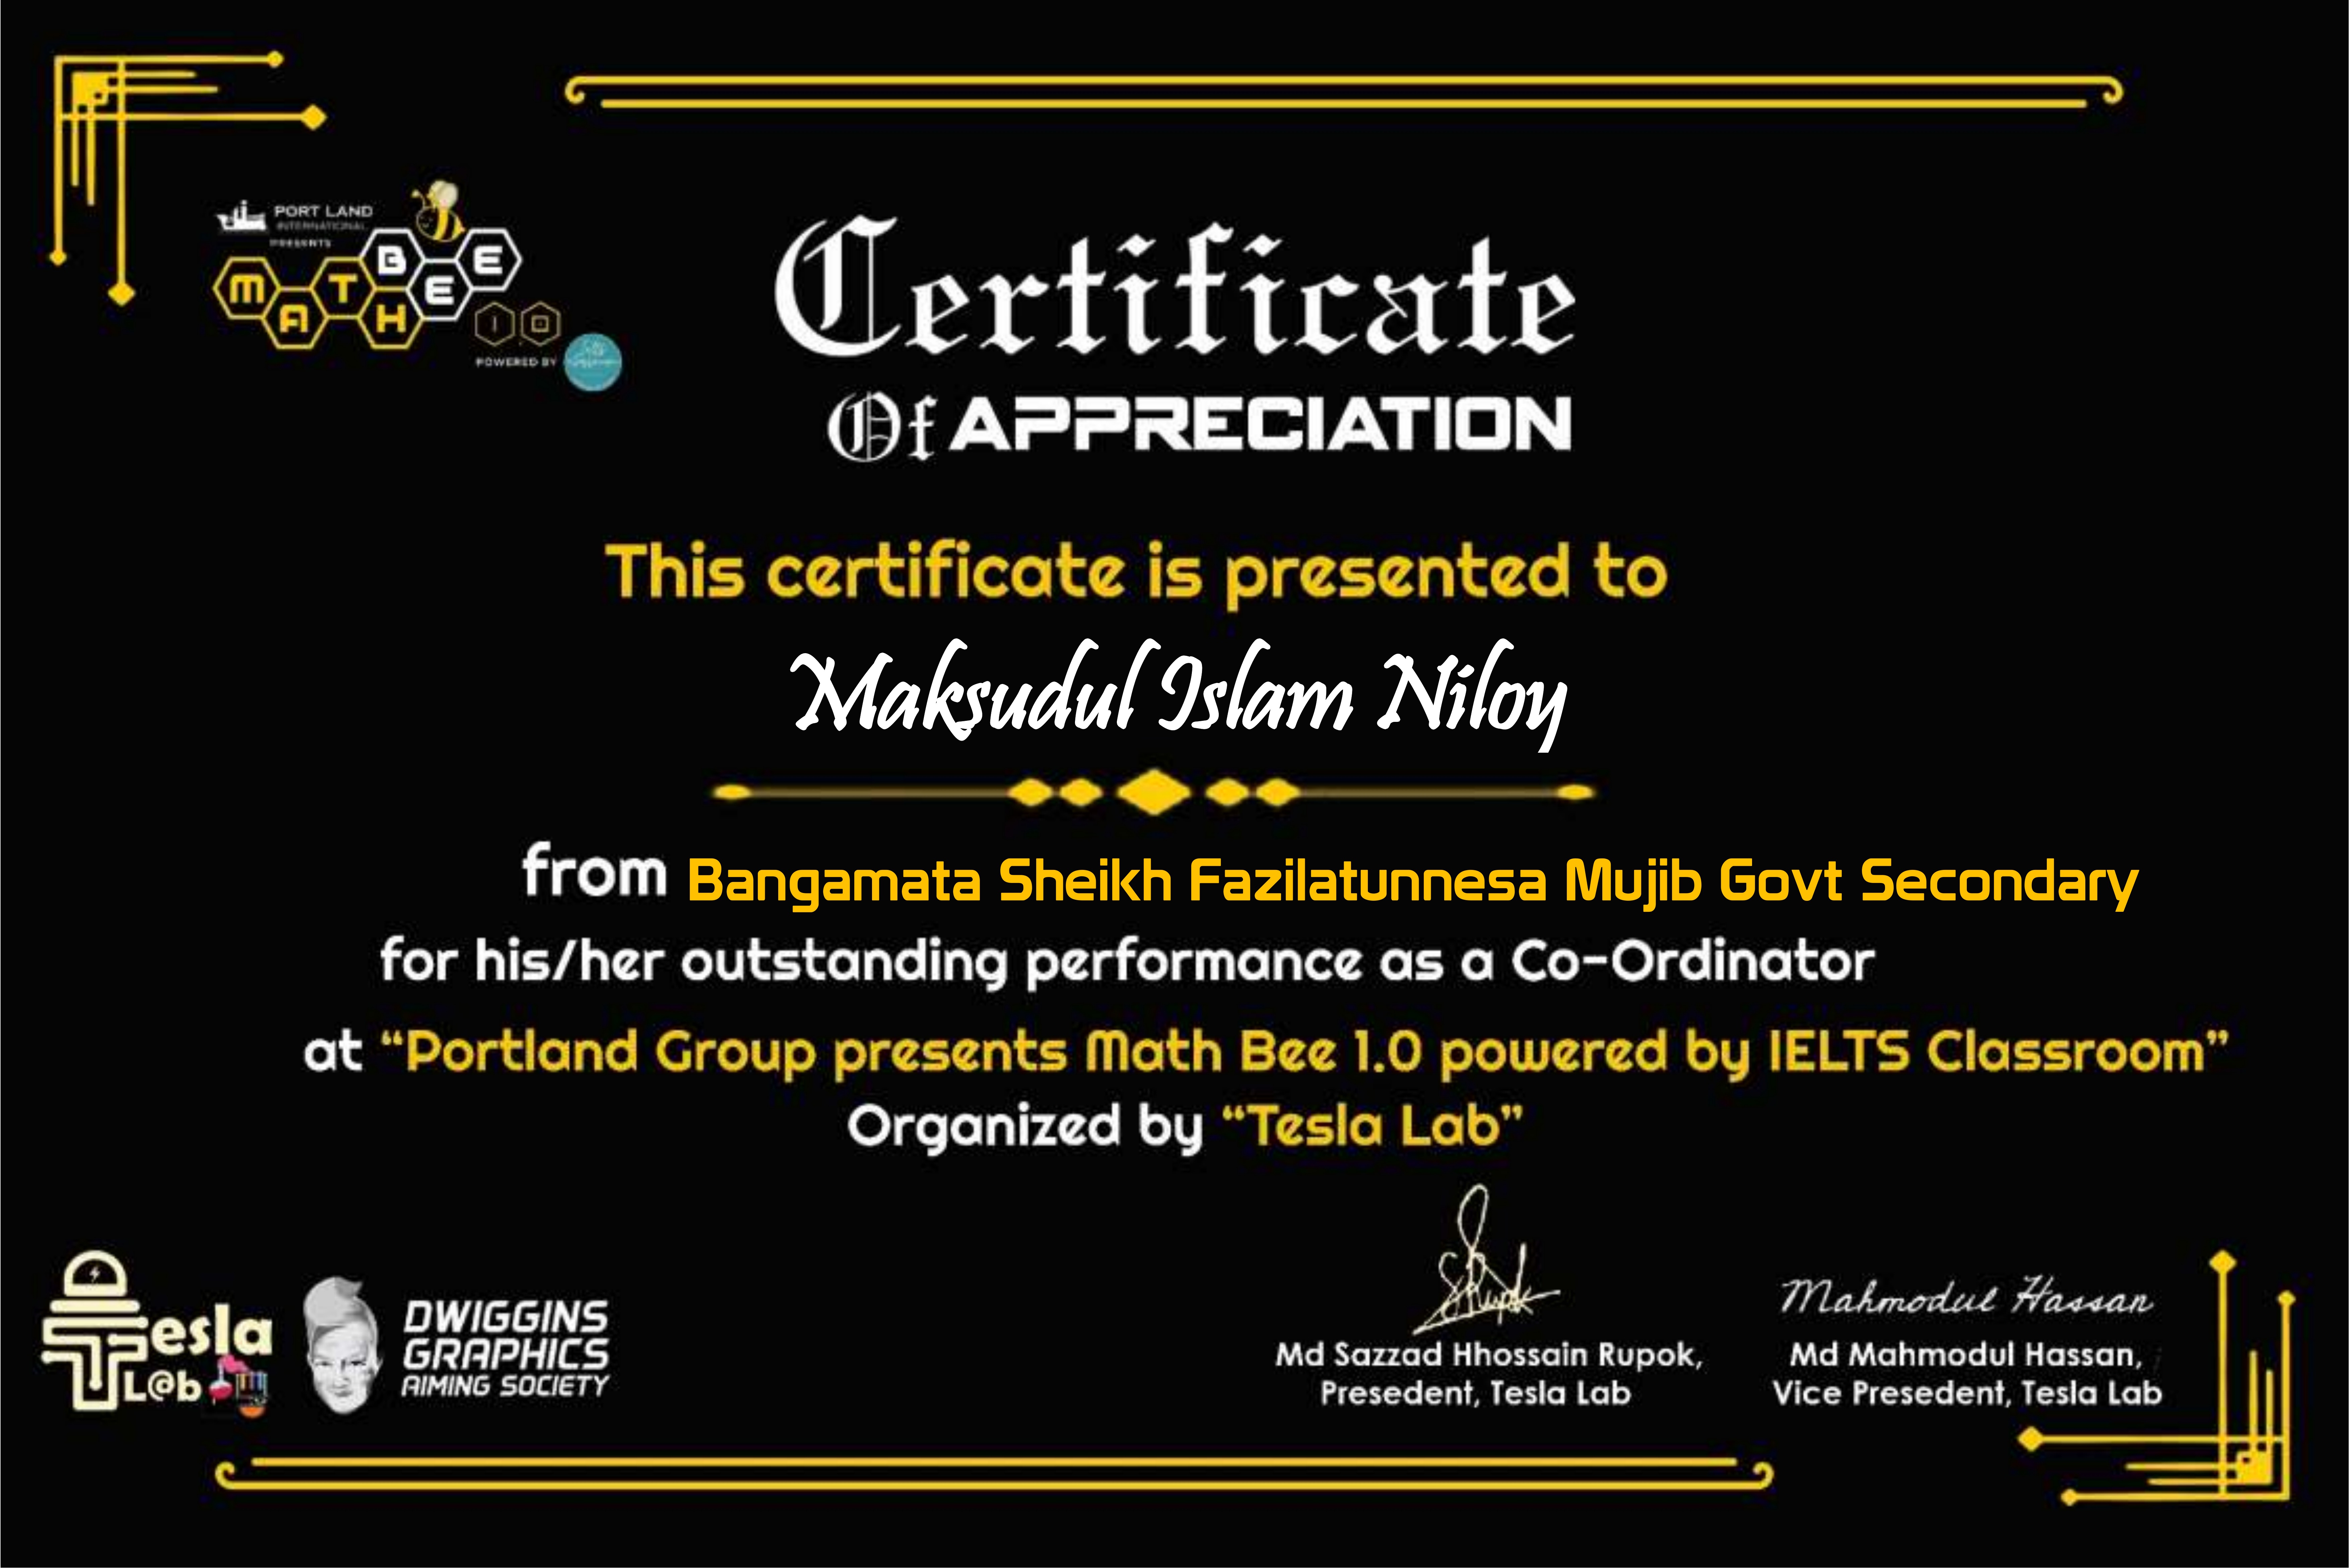 PORT LAND
INTERNATIONAL
PRESENTS
MATH BEE
1.0
POWERED BY
Certificate
Of APPRECIATION
This certificate is presented to
Maksudul Islam Niloy
from Bangamata Sheikh Fazilatunnesa Mujib Govt Secondary
for his/her outstanding performance as a Co-Ordinator
at “Portland Group presents Math Bee 1.0 powered by IELTS Classroom”
Organized by “Tesla Lab”
Tesla
L@b
DWIGGINS
GRAPHICS
AIMING SOCIETY
Mahmodul Hassan
Md Sazzad Hhossain Rupok,
Presedent, Tesla Lab
Md Mahmodul Hassan,
Vice Presedent, Tesla Lab